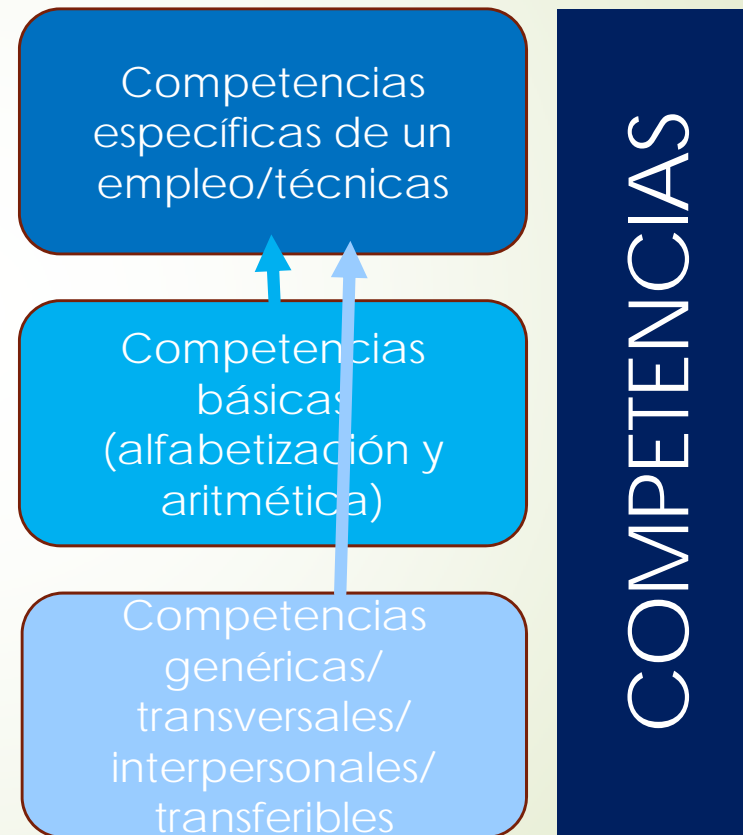 Competencias
específicas de un
empleo/técnicas
Competencias
básicas
(alfabetización y
aritmética)
Competencias
genéricas/
transversales/
interpersonales/
transferibles
COMPETENCIAS